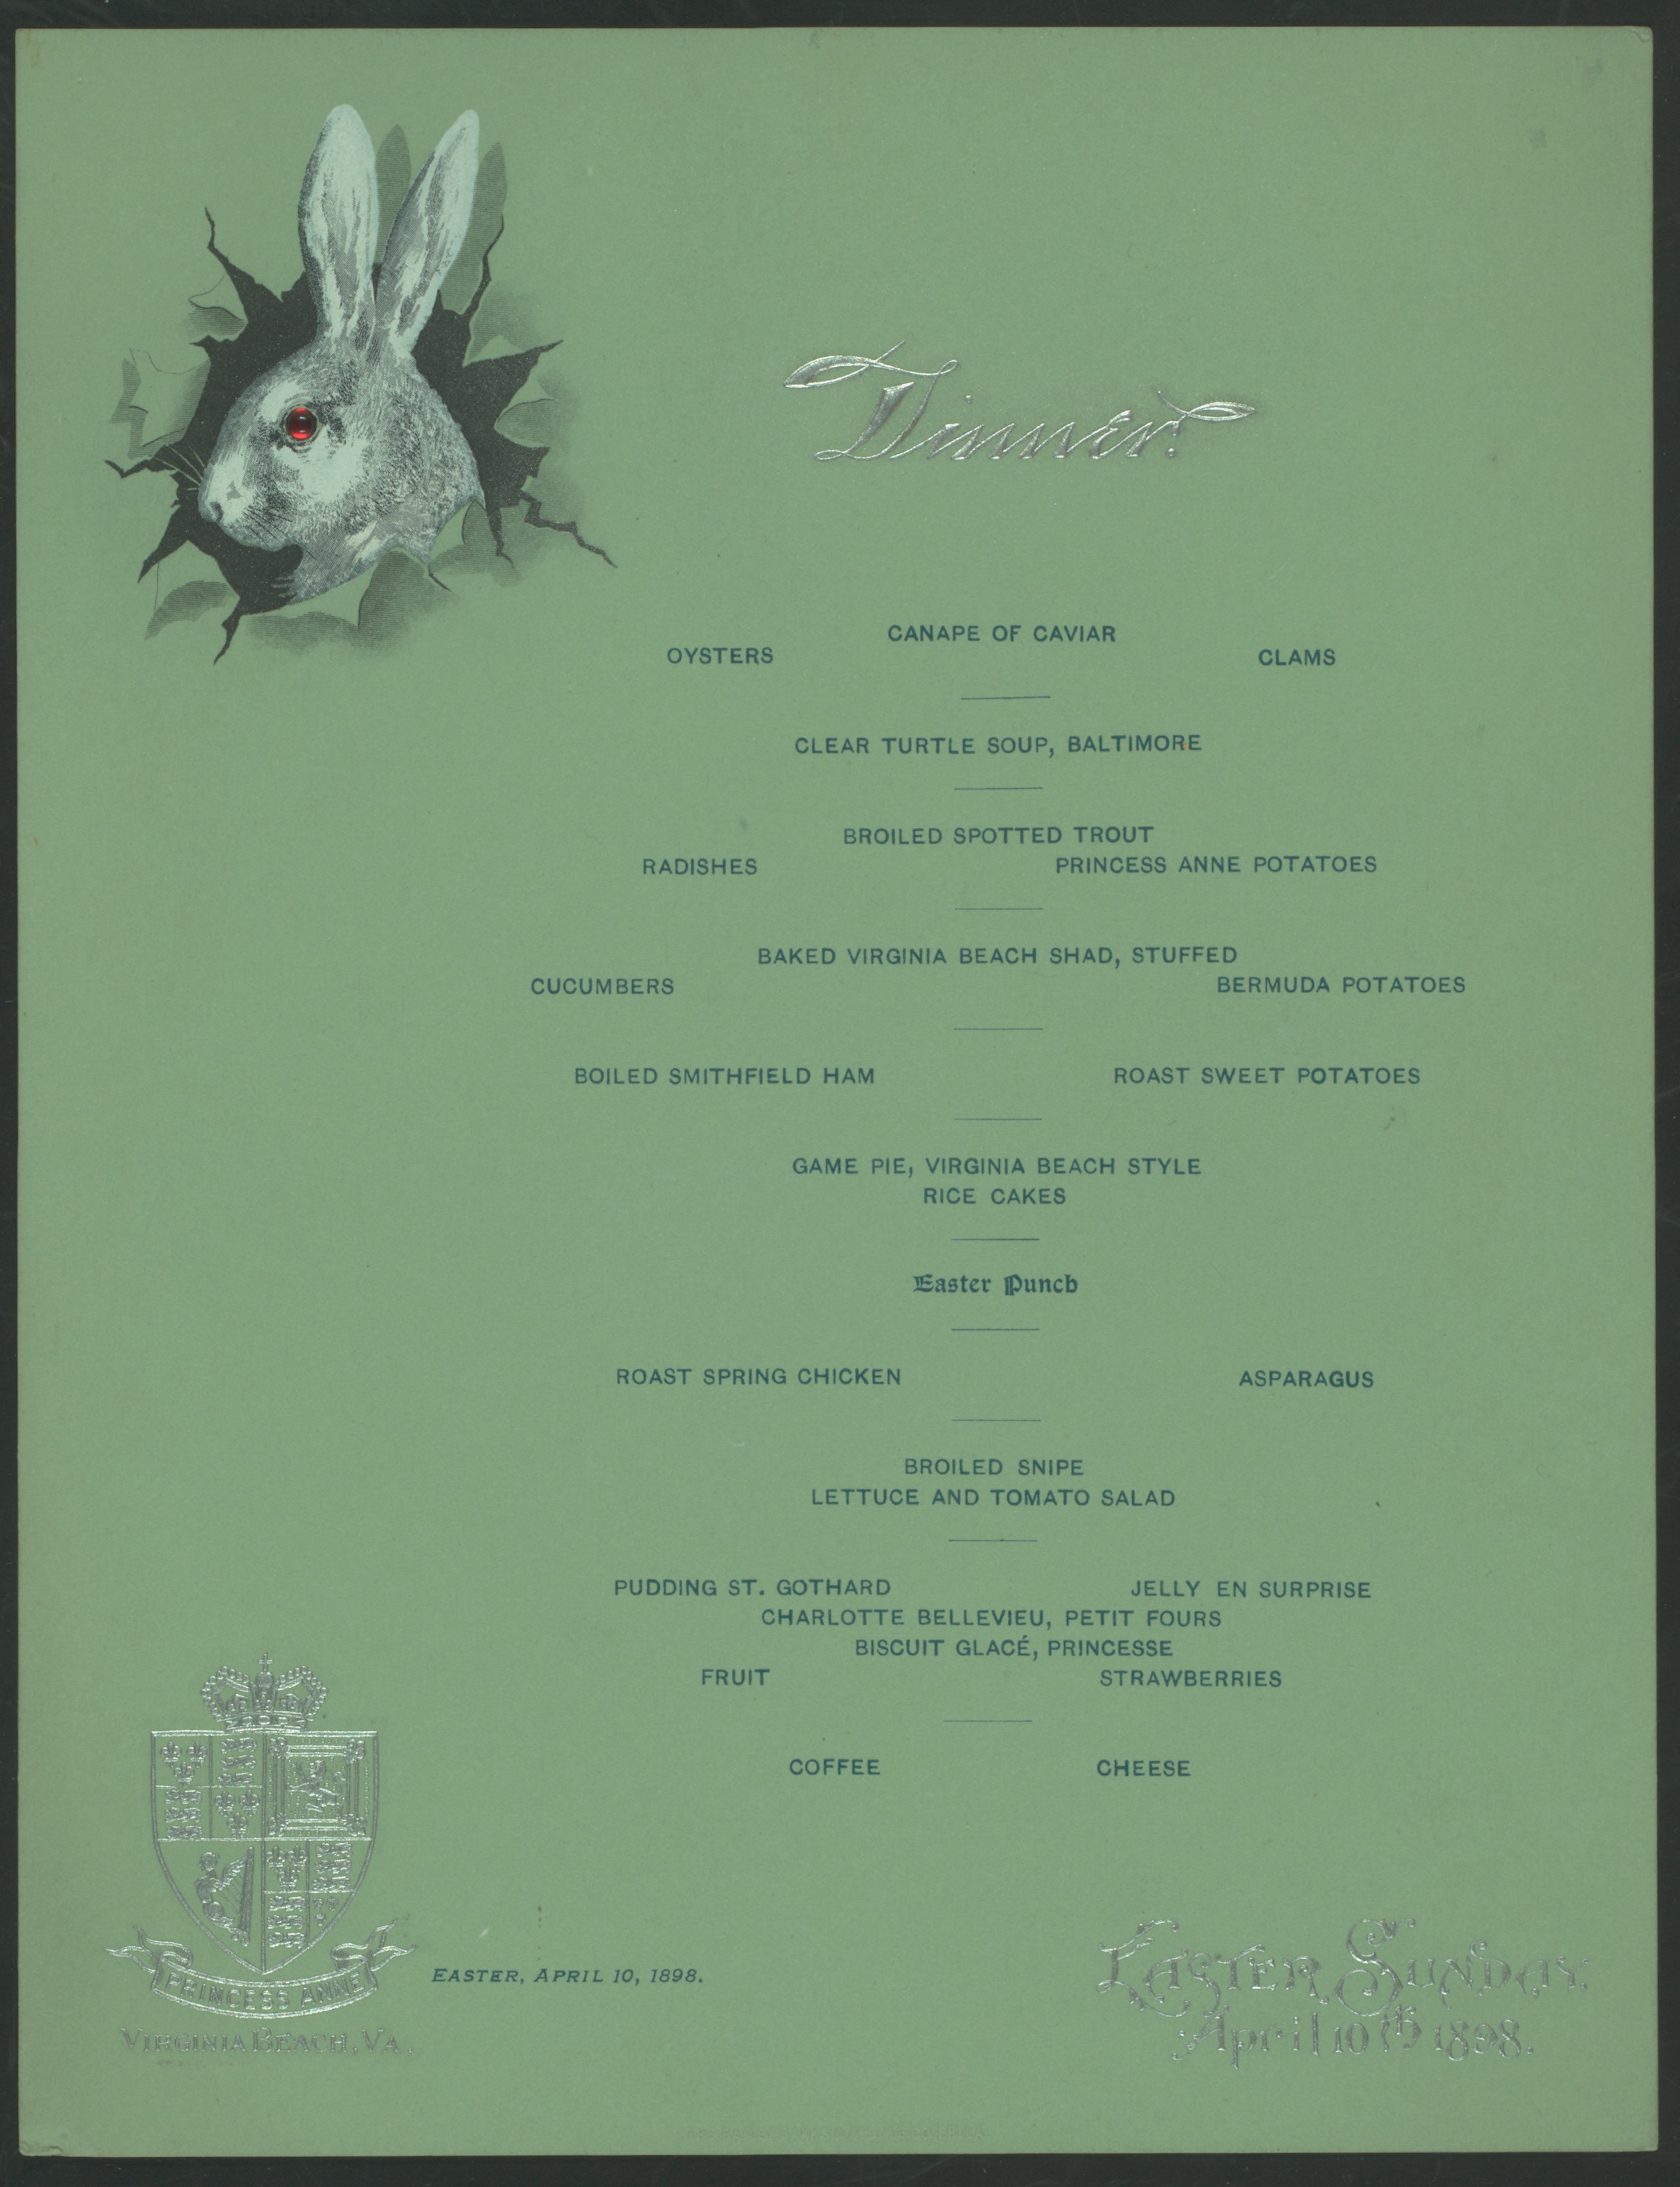 Dinner.
CANAPE OF CAVIAR
OYSTERS CLAMS
CLEAR TURTLE SOUP, BALTIMORE
BROILED SPOTTED TROUT
RADISHES PRINCESS ANNE POTATOES
BAKED VIRGINIA BEACH SHAD, STUFFED
CUCUMBERS BERMUDA POTATOES
BOILED SMITHFIELD HAM ROAST SWEET POTATOES
GAME PIE, VIRGINIA BEACH STYLE
RICE CAKES
Easter Punch
ROAST SPRING CHICKEN ASPARAGUS
BROILED SNIPE
LETTUCE AND TOMATO SALAD
PUDDING ST. GOTHARD JELLY EN SURPRISE
CHARLOTTE BELLEVIEU, PETIT FOURS
BISCUIT GLACÉ, PRINCESSE
FRUIT STRAWBERRIES
COFFEE CHEESE
PRINCESS ANNE
VIRGINIA BEACH, VA.
EASTER, APRIL 10, 1898.
EASTER SUNDAY.
April 10th 1898.